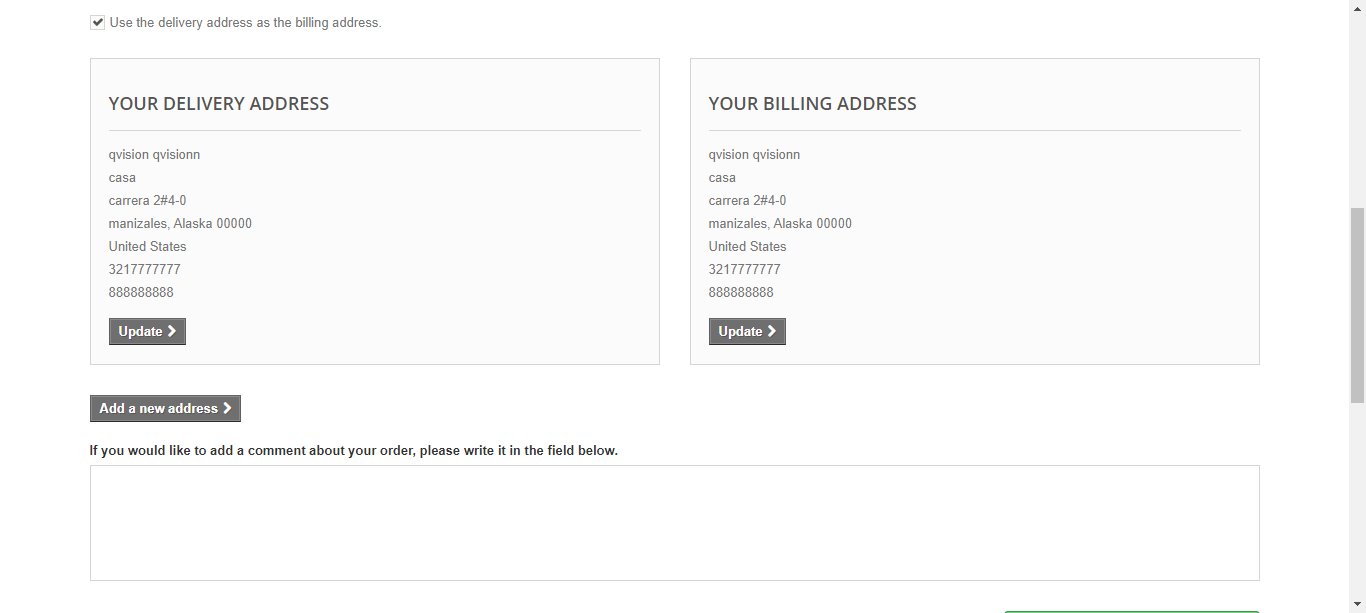 Use the delivery address as the billing address.
YOUR DELIVERY ADDRESS
qvision qvisionn
casa
carrera 2#4-0
manizales, Alaska 00000
United States
3217777777
888888888
Update
YOUR BILLING ADDRESS
qvision qvisionn
casa
carrera 2#4-0
manizales, Alaska 00000
United States
3217777777
888888888
Update
Add a new address
If you would like to add a comment about your order, please write it in the field below.